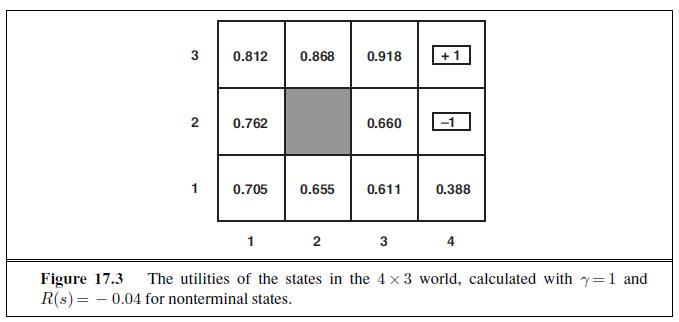 3 0.812 0.868 0.918 + 1
2 0.762 0.660 –1
1 0.705 0.655 0.611 0.388
1 2 3 4
Figure 17.3 The utilities of the states in the 4 × 3 world, calculated with γ = 1 and
R(s) = − 0.04 for nonterminal states.